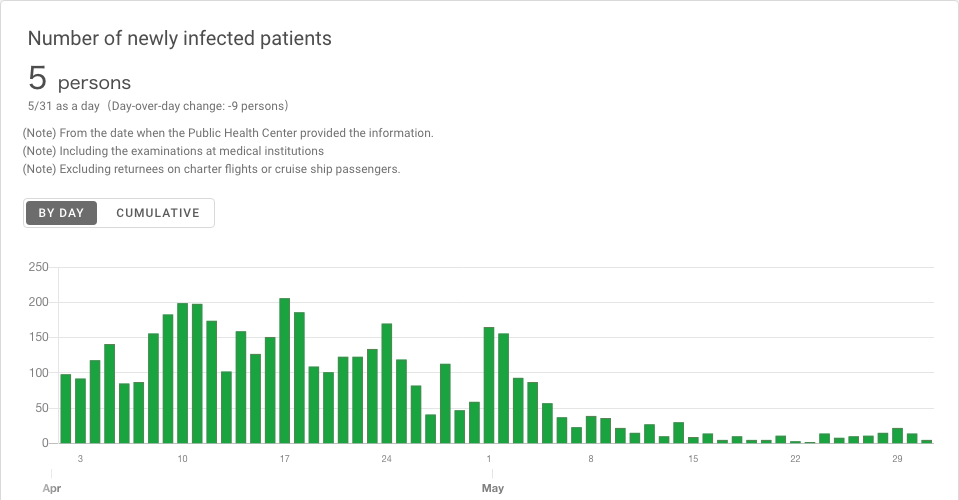 Number of newly infected patients
5 persons
5/31 as a day（Day-over-day change: -9 persons）
(Note) From the date when the Public Health Center provided the information.
(Note) Including the examinations at medical institutions
(Note) Excluding returnees on charter flights or cruise ship passengers.
BY DAY CUMULATIVE
250
200
150
100
50
0
3 10 17 24 1 8 15 22 29
Apr May